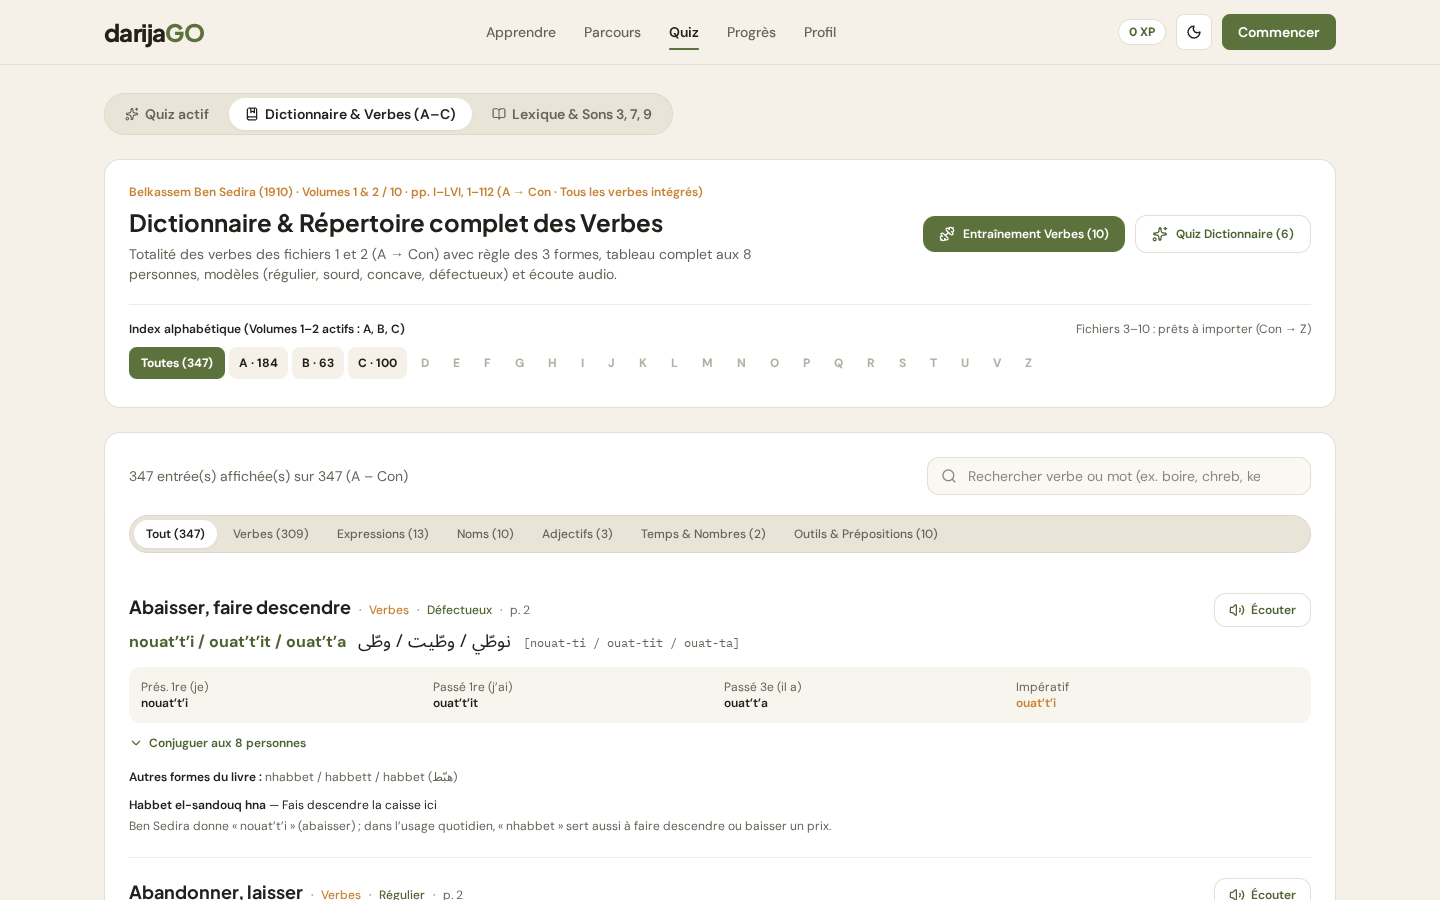 darijaGO
Apprendre Parcours Quiz Progrès Profil
0 XP
Commencer
Quiz actif
Dictionnaire & Verbes (A–C)
Lexique & Sons 3, 7, 9
Belkassem Ben Sedira (1910) · Volumes 1 & 2 / 10 · pp. I–LVI, 1–112 (A → Con · Tous les verbes intégrés)
Dictionnaire & Répertoire complet des Verbes
Totalité des verbes des fichiers 1 et 2 (A → Con) avec règle des 3 formes, tableau complet aux 8
personnes, modèles (régulier, sourd, concave, défectueux) et écoute audio.
Entraînement Verbes (10)
Quiz Dictionnaire (6)
Index alphabétique (Volumes 1–2 actifs : A, B, C)
Fichiers 3–10 : prêts à importer (Con → Z)
Toutes (347) A · 184 B · 63 C · 100 D E F G H I J K L M N O P Q R S T U V Z
347 entrée(s) affichée(s) sur 347 (A – Con)
Rechercher verbe ou mot (ex. boire, chreb, ke
Tout (347) Verbes (309) Expressions (13) Noms (10) Adjectifs (3) Temps & Nombres (2) Outils & Prépositions (10)
Abaisser, faire descendre · Verbes · Défectueux · p. 2
Écouter
nouat’t’i / ouat’t’it / ouat’t’a نوطّي / وطّيت / وطّى [nouat-ti / ouat-tit / ouat-ta]
Prés. 1re (je) Passé 1re (j’ai) Passé 3e (il a) Impératif
nouat’t’i ouat’t’it ouat’t’a ouat’t’i
Conjuguer aux 8 personnes
Autres formes du livre : nhabbet / habbett / habbet (هبّط)
Habbet el-sandouq hna — Fais descendre la caisse ici
Ben Sedira donne « nouat’t’i » (abaisser) ; dans l’usage quotidien, « nhabbet » sert aussi à faire descendre ou baisser un prix.
Abandonner, laisser · Verbes · Régulier · p. 2
Écouter